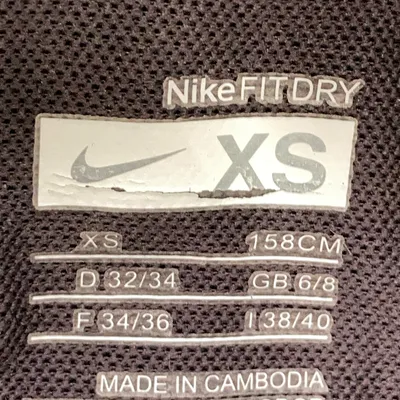 NikeFITDRY
XS
XS 158CM
D 32/34 GB 6/8
F 34/36 I 38/40
MADE IN CAMBODIA